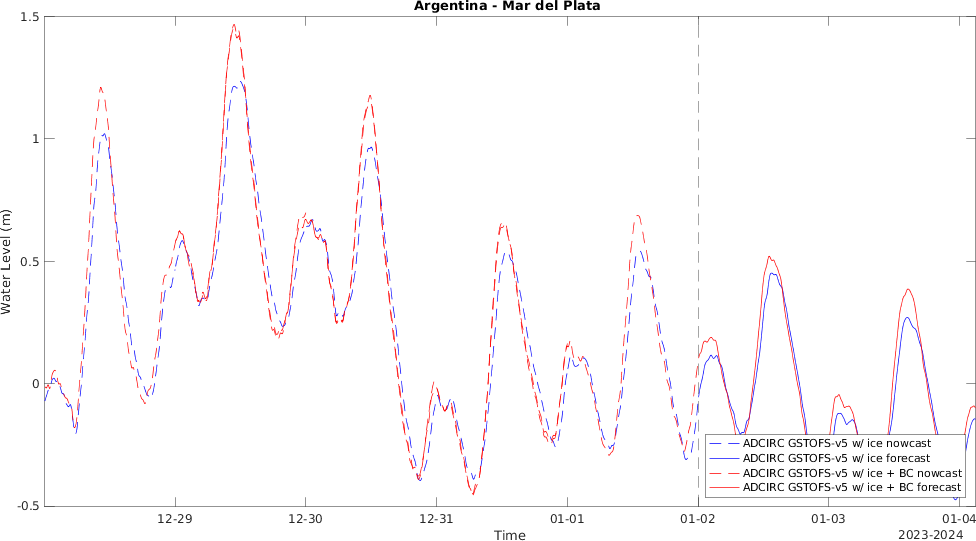 Argentina - Mar del Plata
1.5
1
0.5
0
-0.5
Water Level (m)
12-29
12-30
12-31
01-01
01-02
01-03
01-04
Time
2023-2024
ADCIRC GSTOFS-v5 w/ ice nowcast
ADCIRC GSTOFS-v5 w/ ice forecast
ADCIRC GSTOFS-v5 w/ ice + BC nowcast
ADCIRC GSTOFS-v5 w/ ice + BC forecast